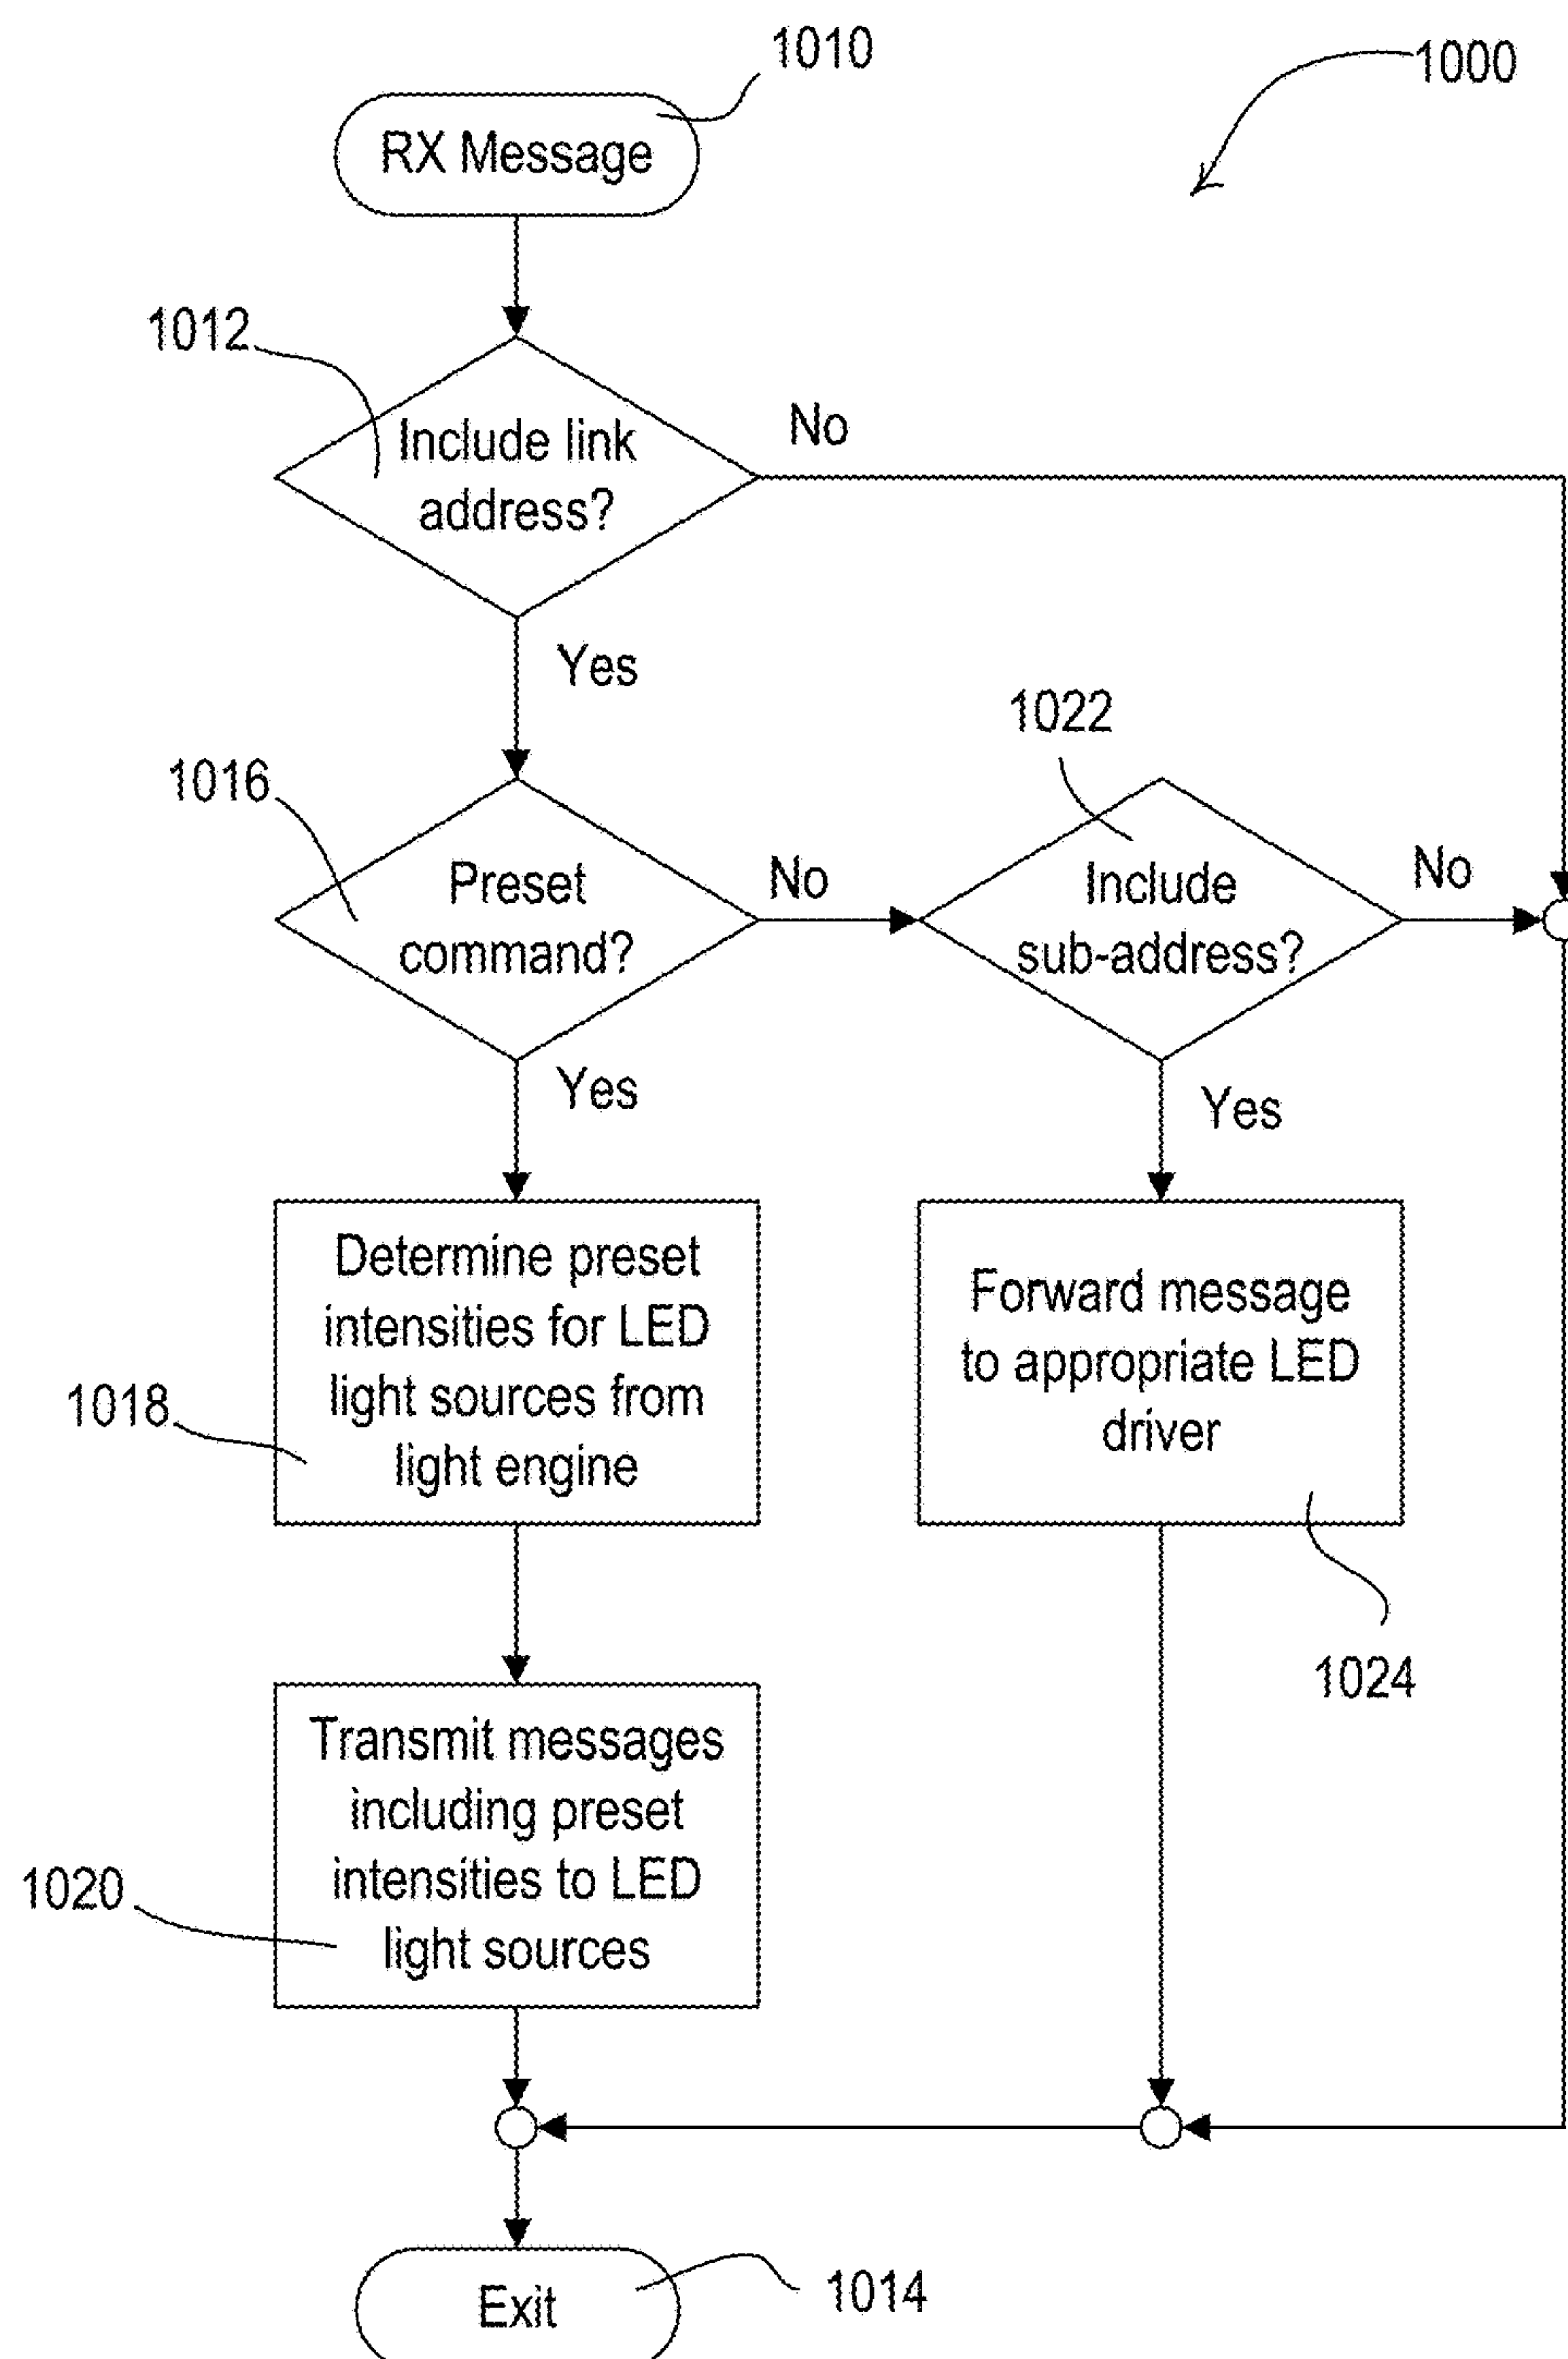 1010
1000
RX Message
1012
Include link
address?
No
Yes
1016
Preset
command?
No
1022
Include
sub-address?
No
Yes
Yes
Determine preset
intensities for LED
light sources from
light engine
1018
Forward message
to appropriate LED
driver
1024
Transmit messages
including preset
intensities to LED
light sources
1020
Exit
1014